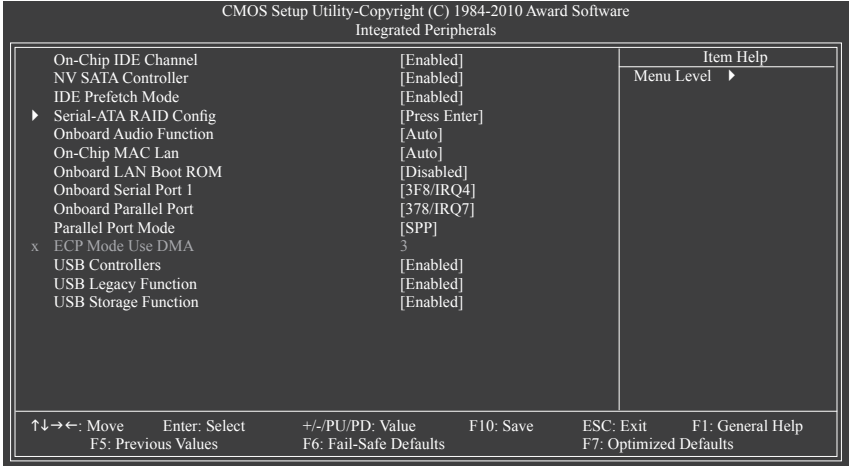 CMOS Setup Utility-Copyright (C) 1984-2010 Award Software
Integrated Peripherals
On-Chip IDE Channel [Enabled]
NV SATA Controller [Enabled]
IDE Prefetch Mode [Enabled]
Serial-ATA RAID Config [Press Enter]
Onboard Audio Function [Auto]
On-Chip MAC Lan [Auto]
Onboard LAN Boot ROM [Disabled]
Onboard Serial Port 1 [3F8/IRQ4]
Onboard Parallel Port [378/IRQ7]
Parallel Port Mode [SPP]
x ECP Mode Use DMA 3
USB Controllers [Enabled]
USB Legacy Function [Enabled]
USB Storage Function [Enabled]
Item Help
Menu Level
↑↓→←: Move Enter: Select +/-/PU/PD: Value F10: Save ESC: Exit F1: General Help
F5: Previous Values F6: Fail-Safe Defaults F7: Optimized Defaults